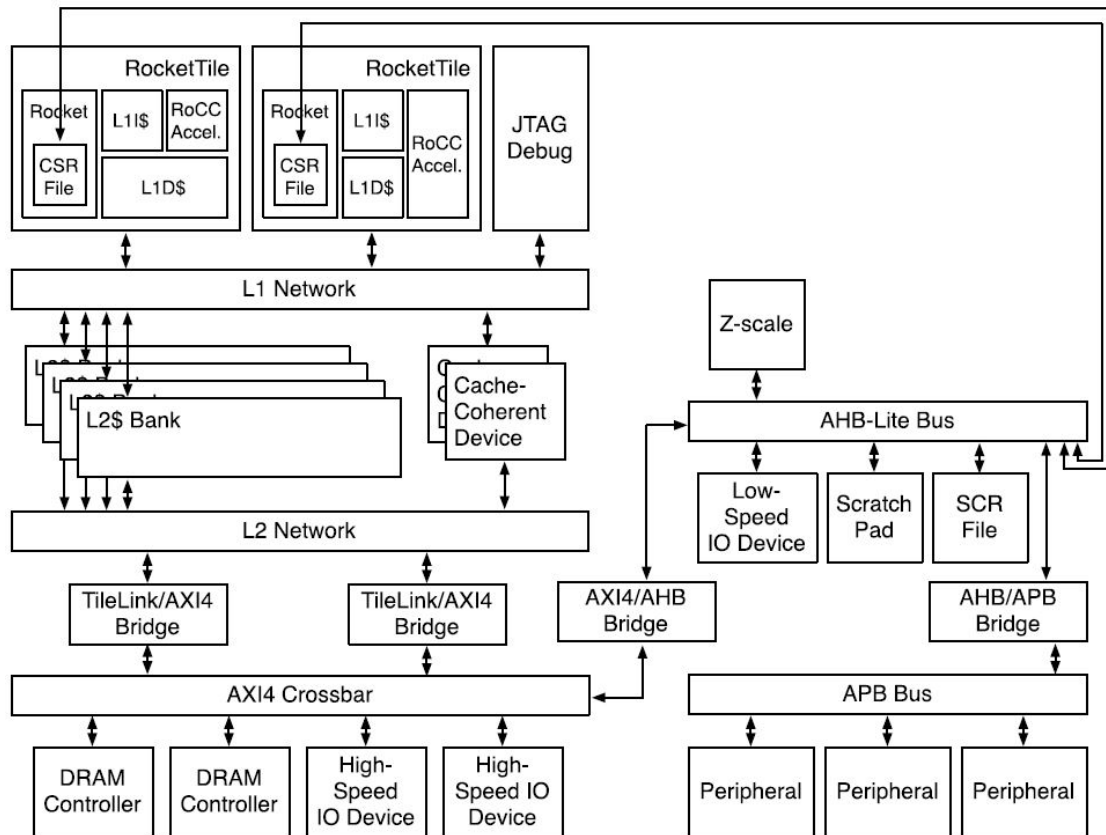 RocketTile
Rocket
L1I$
RoCC
Accel.
CSR
File
L1D$
RocketTile
Rocket
L1I$
RoCC
Accel.
CSR
File
L1D$
JTAG
Debug
L1 Network
L2$ Bank
Cache-
Coherent
Device
L2 Network
TileLink/AXI4
Bridge
TileLink/AXI4
Bridge
AXI4 Crossbar
DRAM
Controller
DRAM
Controller
High-
Speed
IO Device
High-
Speed IO
Device
Z-scale
AHB-Lite Bus
Low-
Speed
IO Device
Scratch
Pad
SCR
File
AXI4/AHB
Bridge
AHB/APB
Bridge
APB Bus
Peripheral
Peripheral
Peripheral